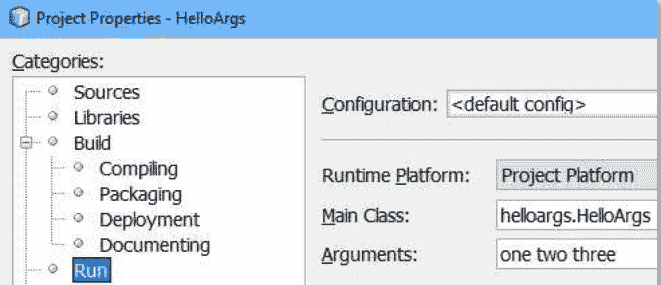 Project Properties - HelloArgs
Categories:
Sources
Libraries
Build
Compiling
Packaging
Deployment
Documenting
Run
Configuration: <default config>
Runtime Platform: Project Platform
Main Class: helloargs.HelloArgs
Arguments: one two three